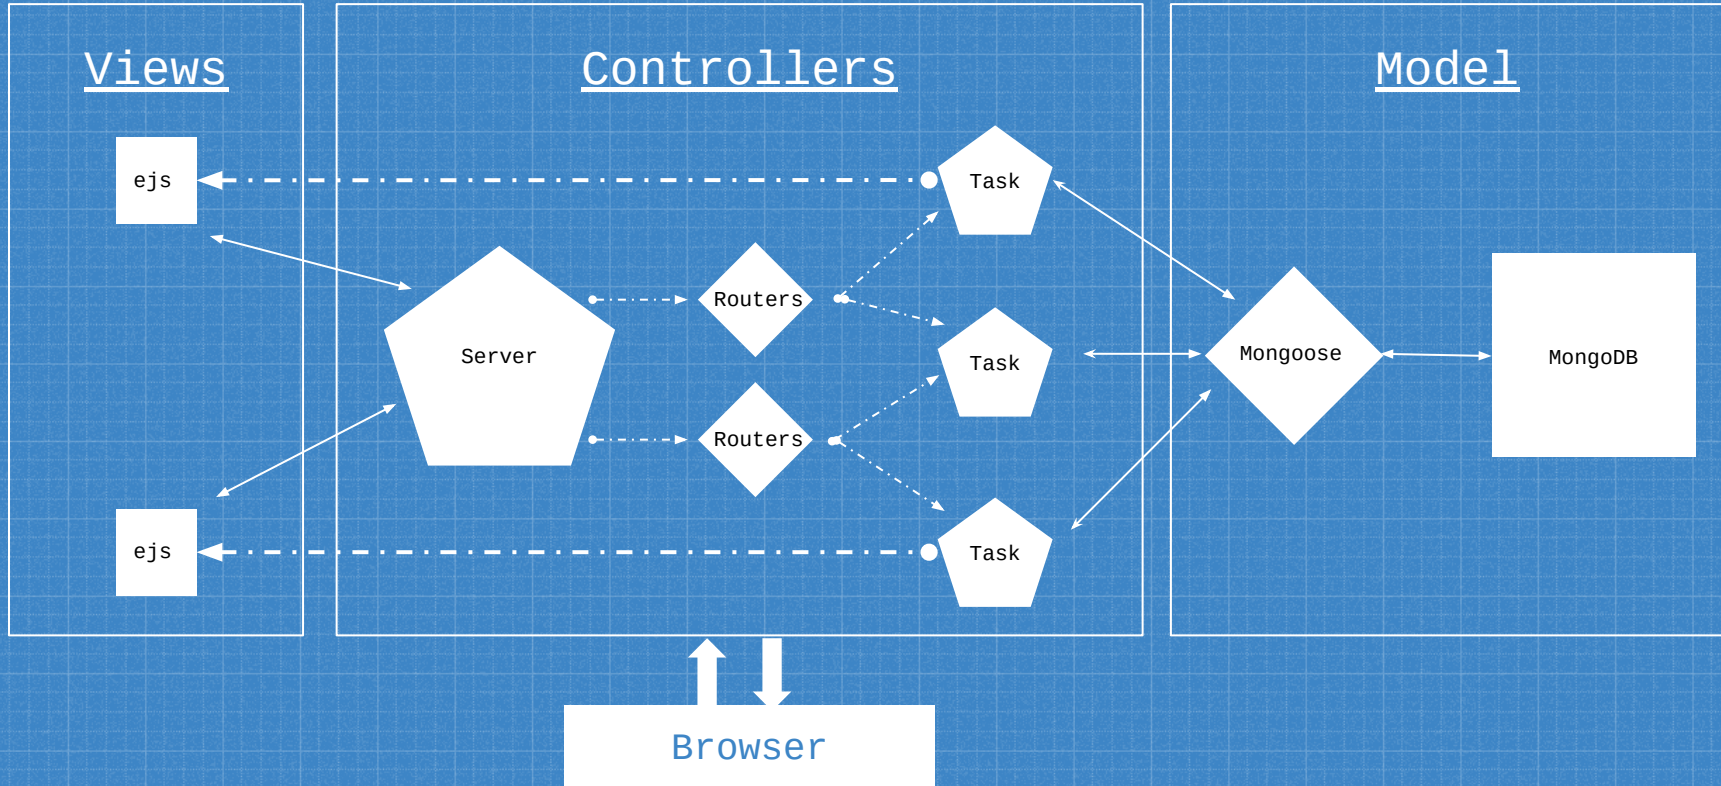 Views
Controllers
Model
ejs
Task
Routers
Server
Task
Mongoose
MongoDB
Routers
ejs
Task
Browser